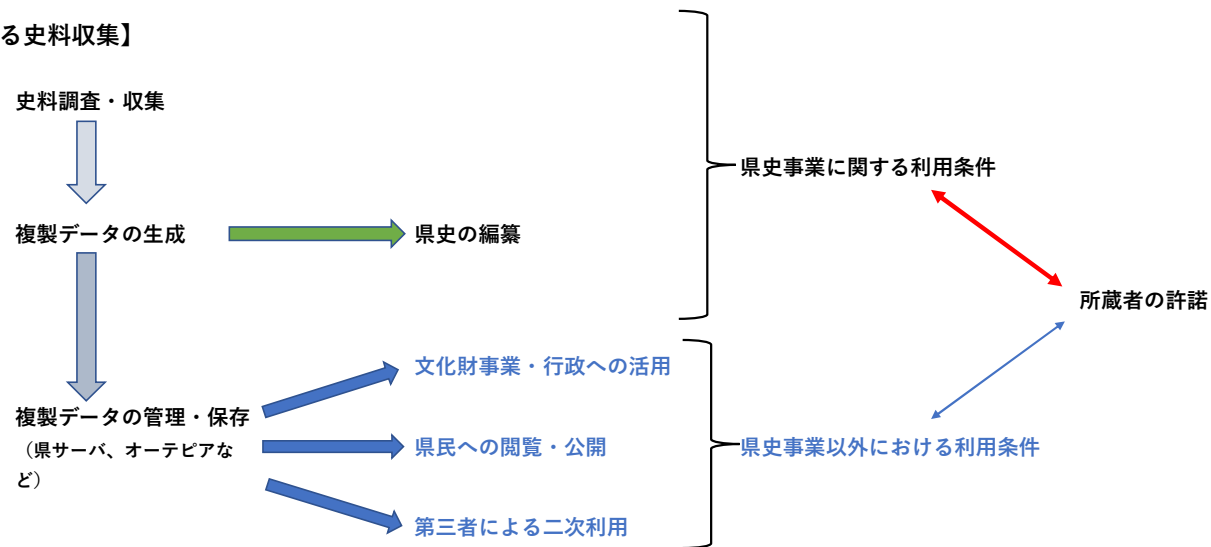 る史料収集】
史料調査・収集
県史事業に関する利用条件
複製データの生成
県史の編纂
所蔵者の許諾
文化財事業・行政への活用
複製データの管理・保存
（県サーバ、オーテピアな
ど）
県民への閲覧・公開
県史事業以外における利用条件
第三者による二次利用